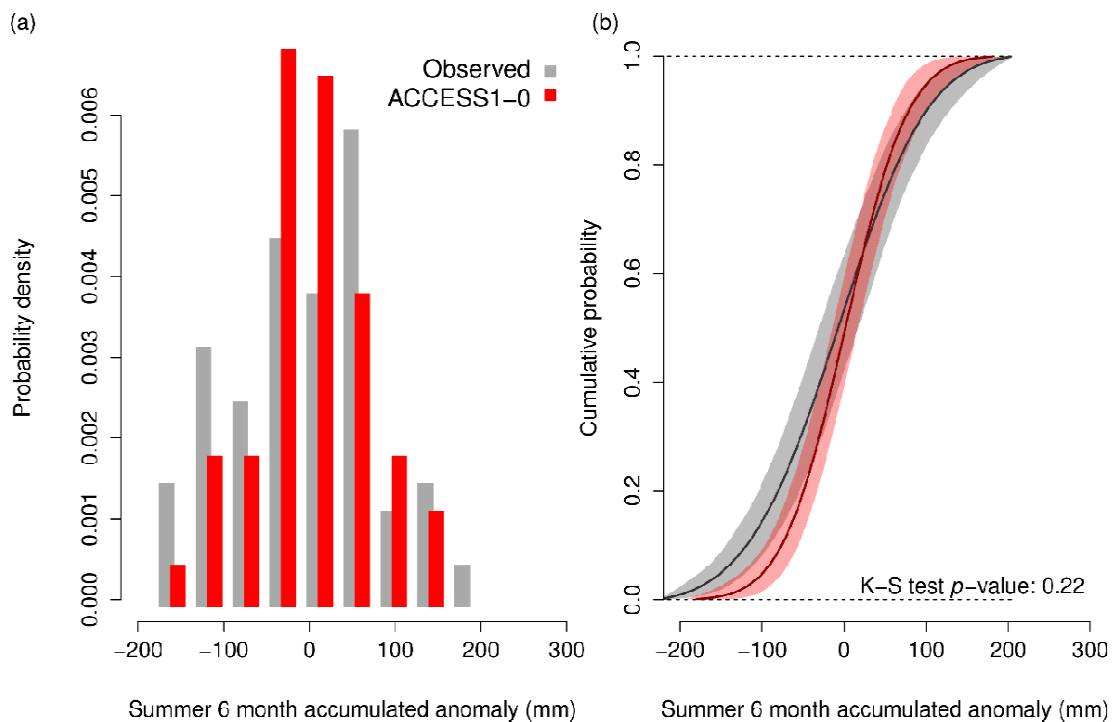 (a)
Observed
ACCESS1−0
Probability density
0.000
0.001
0.002
0.003
0.004
0.005
0.006
−200
−100
0
100
200
300
Summer 6 month accumulated anomaly (mm)
(b)
Cumulative probability
0.0
0.2
0.4
0.6
0.8
1.0
K−S test p−value: 0.22
−200
−100
0
100
200
300
Summer 6 month accumulated anomaly (mm)